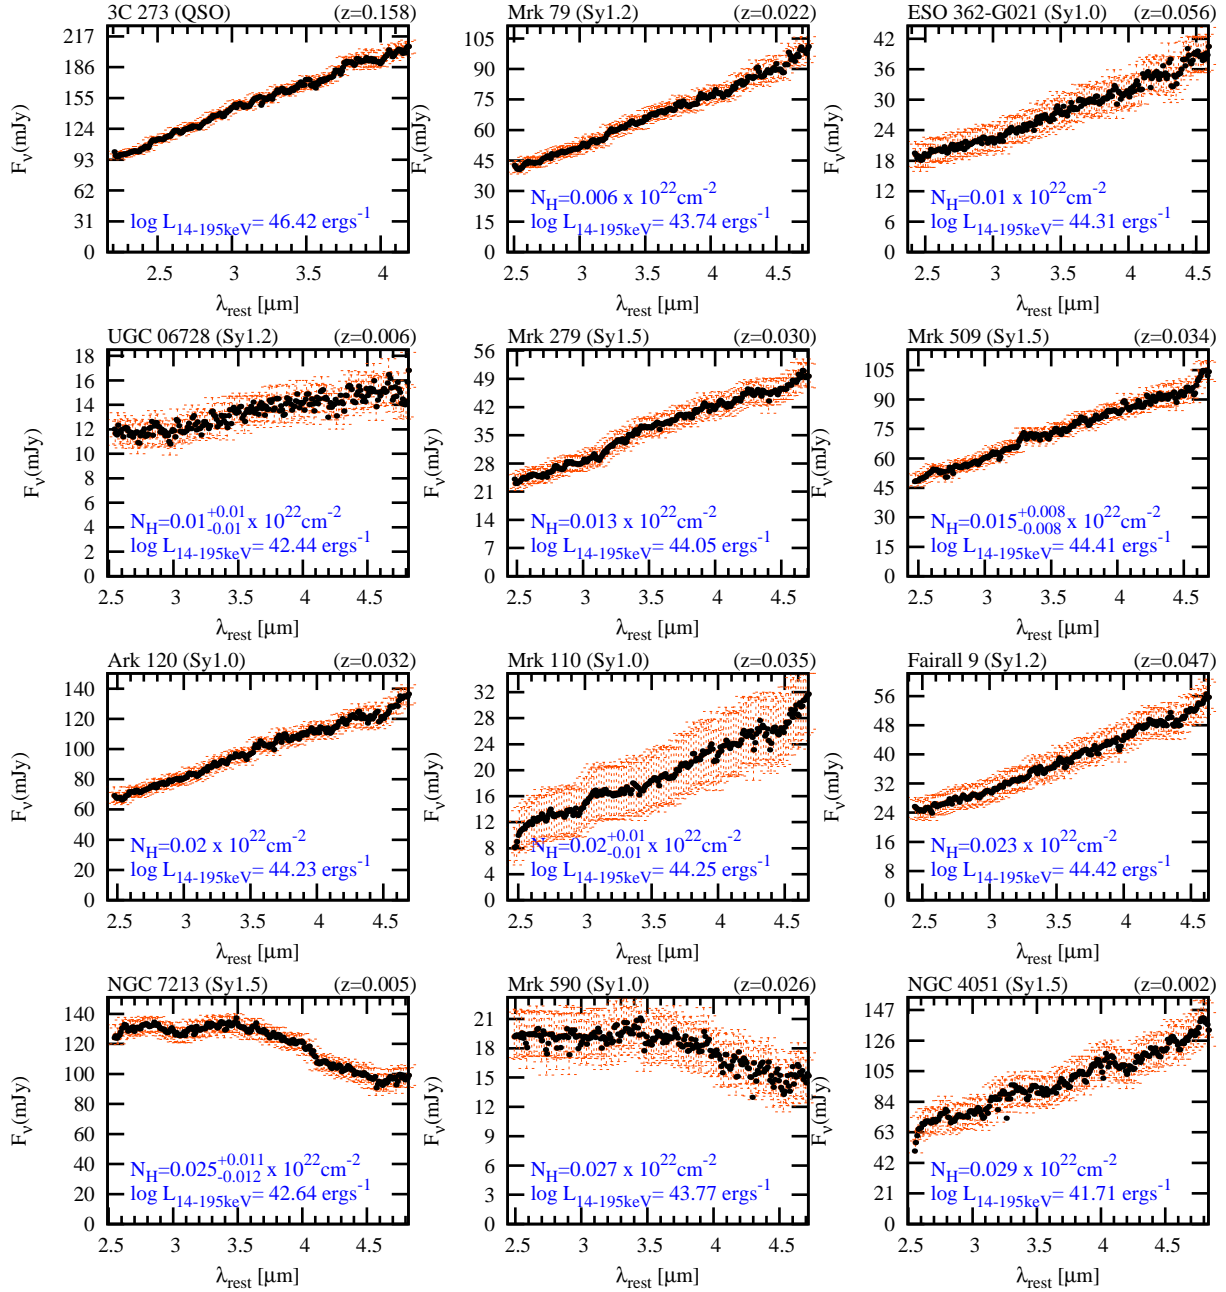 3C 273 (QSO) (z=0.158)
217
186
155
124
93
62
31
0
F_ν(mJy)
log L_14-195keV= 46.42 ergs^-1
2.5 3 3.5 4
λ_rest [μm]
Mrk 79 (Sy1.2) (z=0.022)
105
90
75
60
45
30
15
0
F_ν(mJy)
N_H=0.006 x 10^22cm^-2
log L_14-195keV= 43.74 ergs^-1
2.5 3 3.5 4 4.5
λ_rest [μm]
ESO 362-G021 (Sy1.0) (z=0.056)
42
36
30
24
18
12
6
0
F_ν(mJy)
N_H=0.01 x 10^22cm^-2
log L_14-195keV= 44.31 ergs^-1
2.5 3 3.5 4 4.5
λ_rest [μm]
UGC 06728 (Sy1.2) (z=0.006)
18
16
14
12
10
8
6
4
2
0
F_ν(mJy)
N_H=0.01^+0.01_-0.01 x 10^22cm^-2
log L_14-195keV= 42.44 ergs^-1
2.5 3 3.5 4 4.5
λ_rest [μm]
Mrk 279 (Sy1.5) (z=0.030)
56
49
42
35
28
21
14
7
0
F_ν(mJy)
N_H=0.013 x 10^22cm^-2
log L_14-195keV= 44.05 ergs^-1
2.5 3 3.5 4 4.5
λ_rest [μm]
Mrk 509 (Sy1.5) (z=0.034)
105
90
75
60
45
30
15
0
F_ν(mJy)
N_H=0.015^+0.008_-0.008 x 10^22cm^-2
log L_14-195keV= 44.41 ergs^-1
2.5 3 3.5 4 4.5
λ_rest [μm]
Ark 120 (Sy1.0) (z=0.032)
140
120
100
80
60
40
20
0
F_ν(mJy)
N_H=0.02 x 10^22cm^-2
log L_14-195keV= 44.23 ergs^-1
2.5 3 3.5 4 4.5
λ_rest [μm]
Mrk 110 (Sy1.0) (z=0.035)
32
28
24
20
16
12
8
4
0
F_ν(mJy)
N_H=0.02^+0.01_-0.01 x 10^22cm^-2
log L_14-195keV= 44.25 ergs^-1
2.5 3 3.5 4 4.5
λ_rest [μm]
Fairall 9 (Sy1.2) (z=0.047)
56
48
40
32
24
16
8
0
F_ν(mJy)
N_H=0.023 x 10^22cm^-2
log L_14-195keV= 44.42 ergs^-1
2.5 3 3.5 4 4.5
λ_rest [μm]
NGC 7213 (Sy1.5) (z=0.005)
140
120
100
80
60
40
20
0
F_ν(mJy)
N_H=0.025^+0.011_-0.012 x 10^22cm^-2
log L_14-195keV= 42.64 ergs^-1
2.5 3 3.5 4 4.5
λ_rest [μm]
Mrk 590 (Sy1.0) (z=0.026)
21
18
15
12
9
6
3
0
F_ν(mJy)
N_H=0.027 x 10^22cm^-2
log L_14-195keV= 43.77 ergs^-1
2.5 3 3.5 4 4.5
λ_rest [μm]
NGC 4051 (Sy1.5) (z=0.002)
147
126
105
84
63
42
21
0
F_ν(mJy)
N_H=0.029 x 10^22cm^-2
log L_14-195keV= 41.71 ergs^-1
2.5 3 3.5 4 4.5
λ_rest [μm]